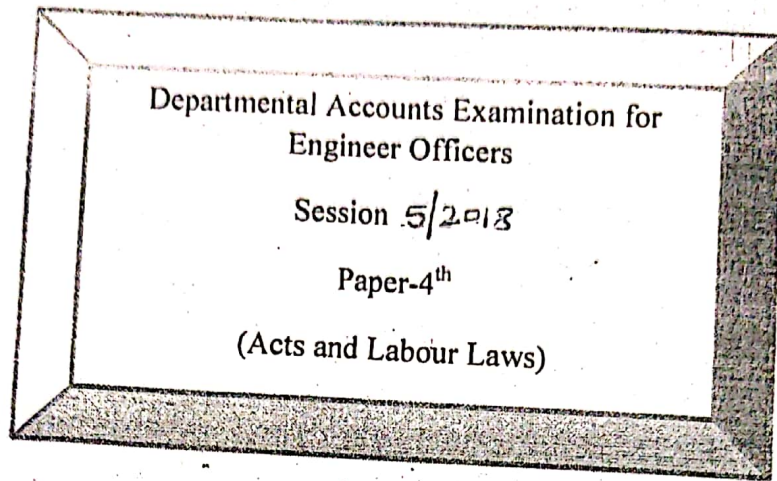 Departmental Accounts Examination for
Engineer Officers
Session 5/2018
Paper-4th
(Acts and Labour Laws)